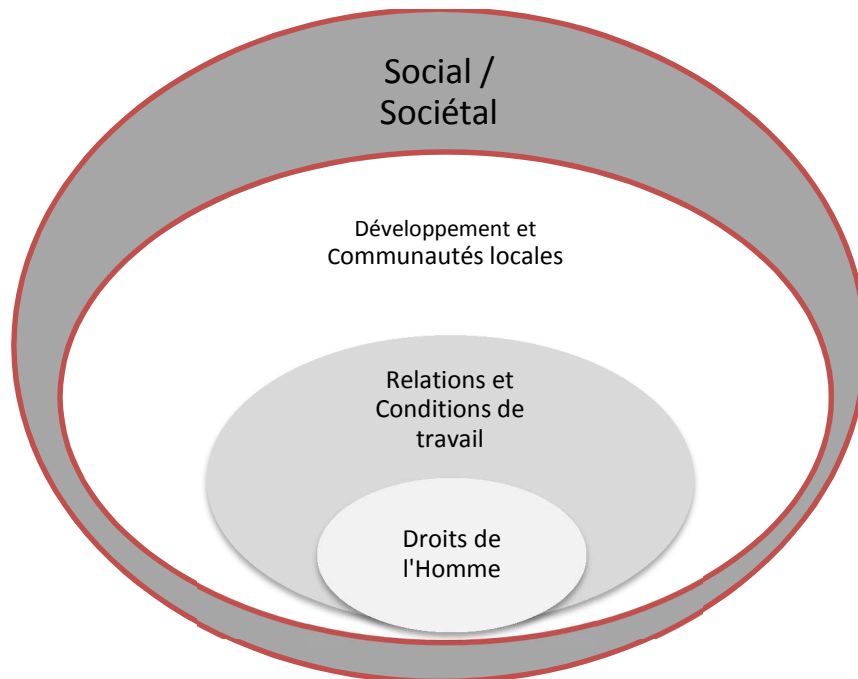 Social /
Sociétal
Développement et
Communautés locales
Relations et
Conditions de
travail
Droits de
l'Homme